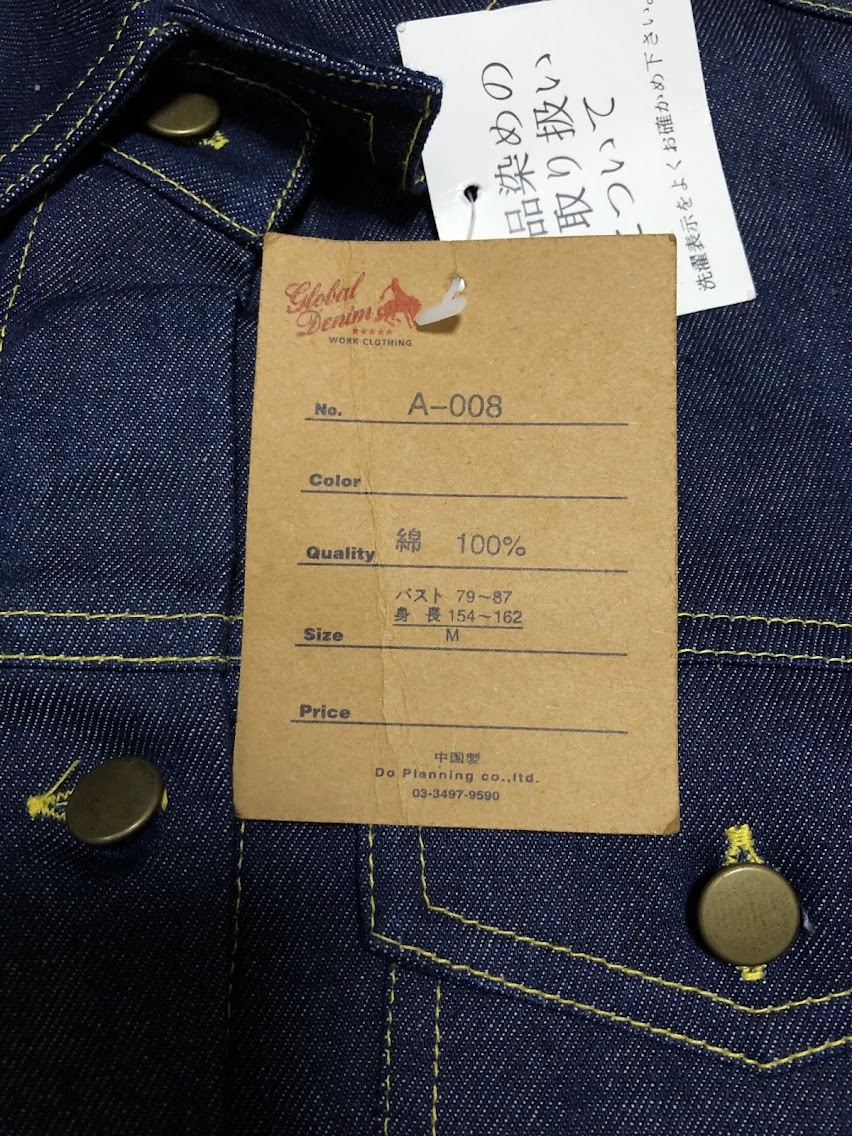 品染めの
取り扱い
ついて
洗濯表示をよくお確かめ下さい。
Global
Denim
WORK CLOTHING
No. A-008
Color
Quality 綿 100%
バスト 79~87
身 長 154~162
Size M
Price
中国製
Do Planning co.,ltd.
03-3497-9590